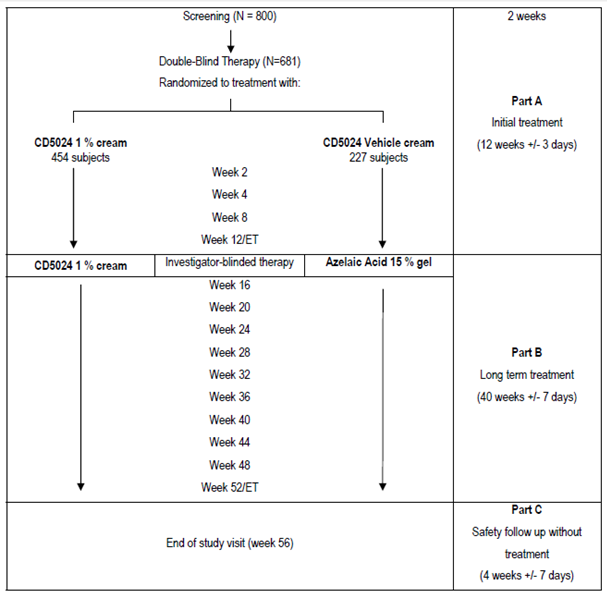 Screening (N = 800)
2 weeks
Double-Blind Therapy (N=681)
Randomized to treatment with:
Part A
Initial treatment
(12 weeks +/- 3 days)
CD5024 1 % cream
454 subjects
CD5024 Vehicle cream
227 subjects
Week 2
Week 4
Week 8
Week 12/ET
CD5024 1 % cream
Investigator-blinded therapy
Azelaic Acid 15 % gel
Week 16
Week 20
Week 24
Week 28
Week 32
Week 36
Week 40
Week 44
Week 48
Week 52/ET
Part B
Long term treatment
(40 weeks +/- 7 days)
End of study visit (week 56)
Part C
Safety follow up without
treatment
(4 weeks +/- 7 days)